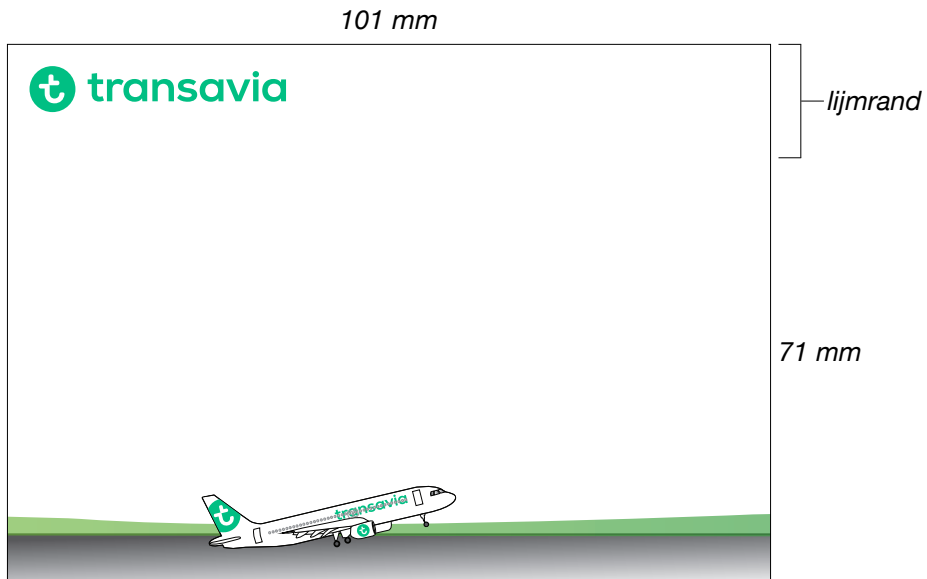 101 mm
t transavia
lijmrand
71 mm
transavia
t
t